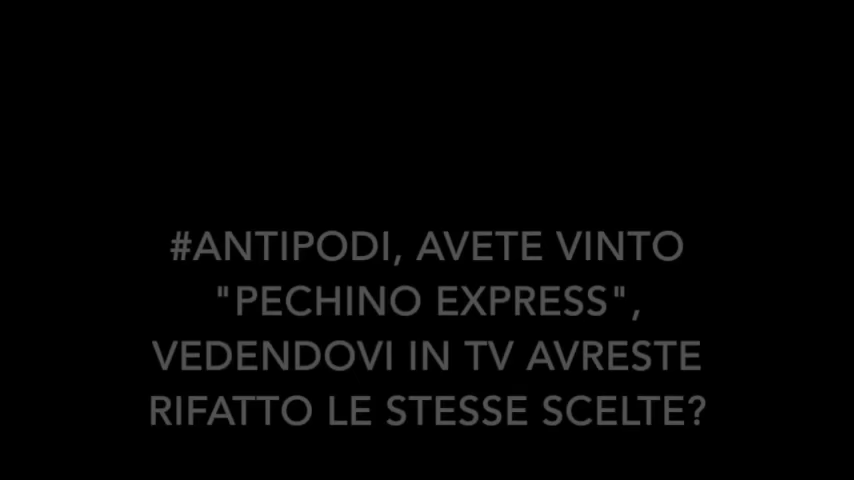 #ANTIPODI, AVETE VINTO
"PECHINO EXPRESS",
VEDENDOVI IN TV AVRESTE
RIFATTO LE STESSE SCELTE?